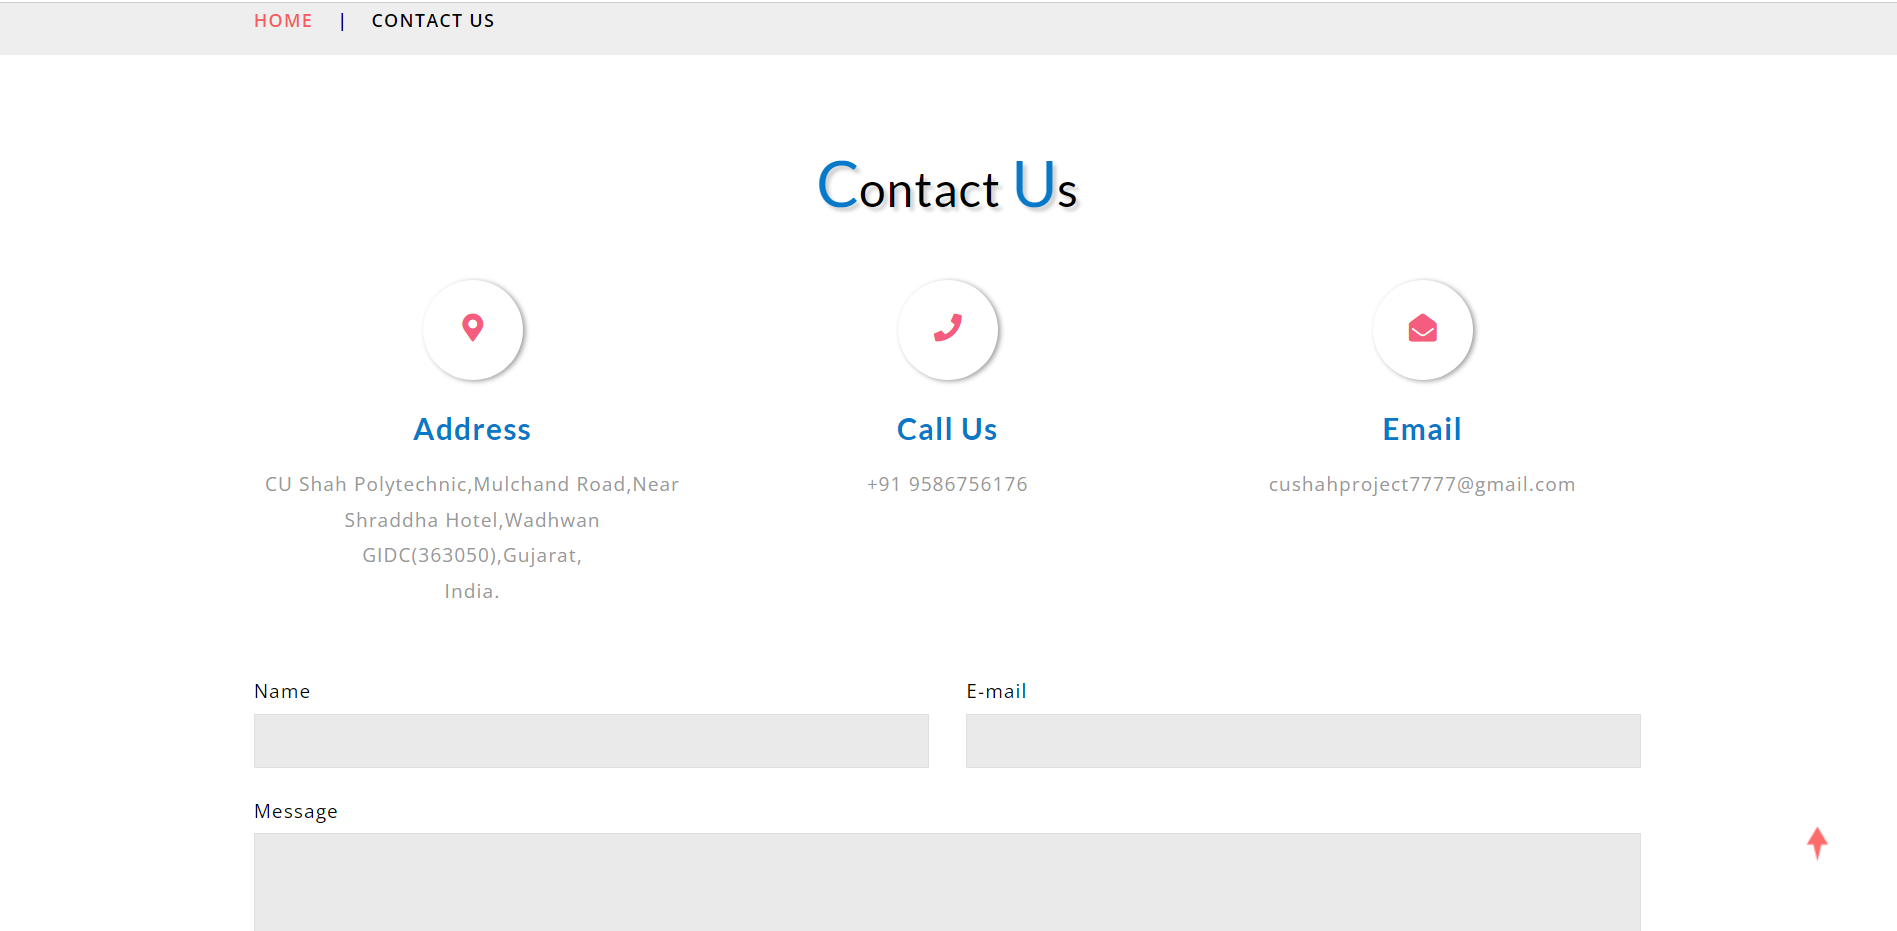 HOME | CONTACT US
Contact Us
Address
CU Shah Polytechnic,Mulchand Road,Near
Shraddha Hotel,Wadhwan
GIDC(363050),Gujarat,
India.
Call Us
+91 9586756176
Email
cushahproject7777@gmail.com
Name
E-mail
Message